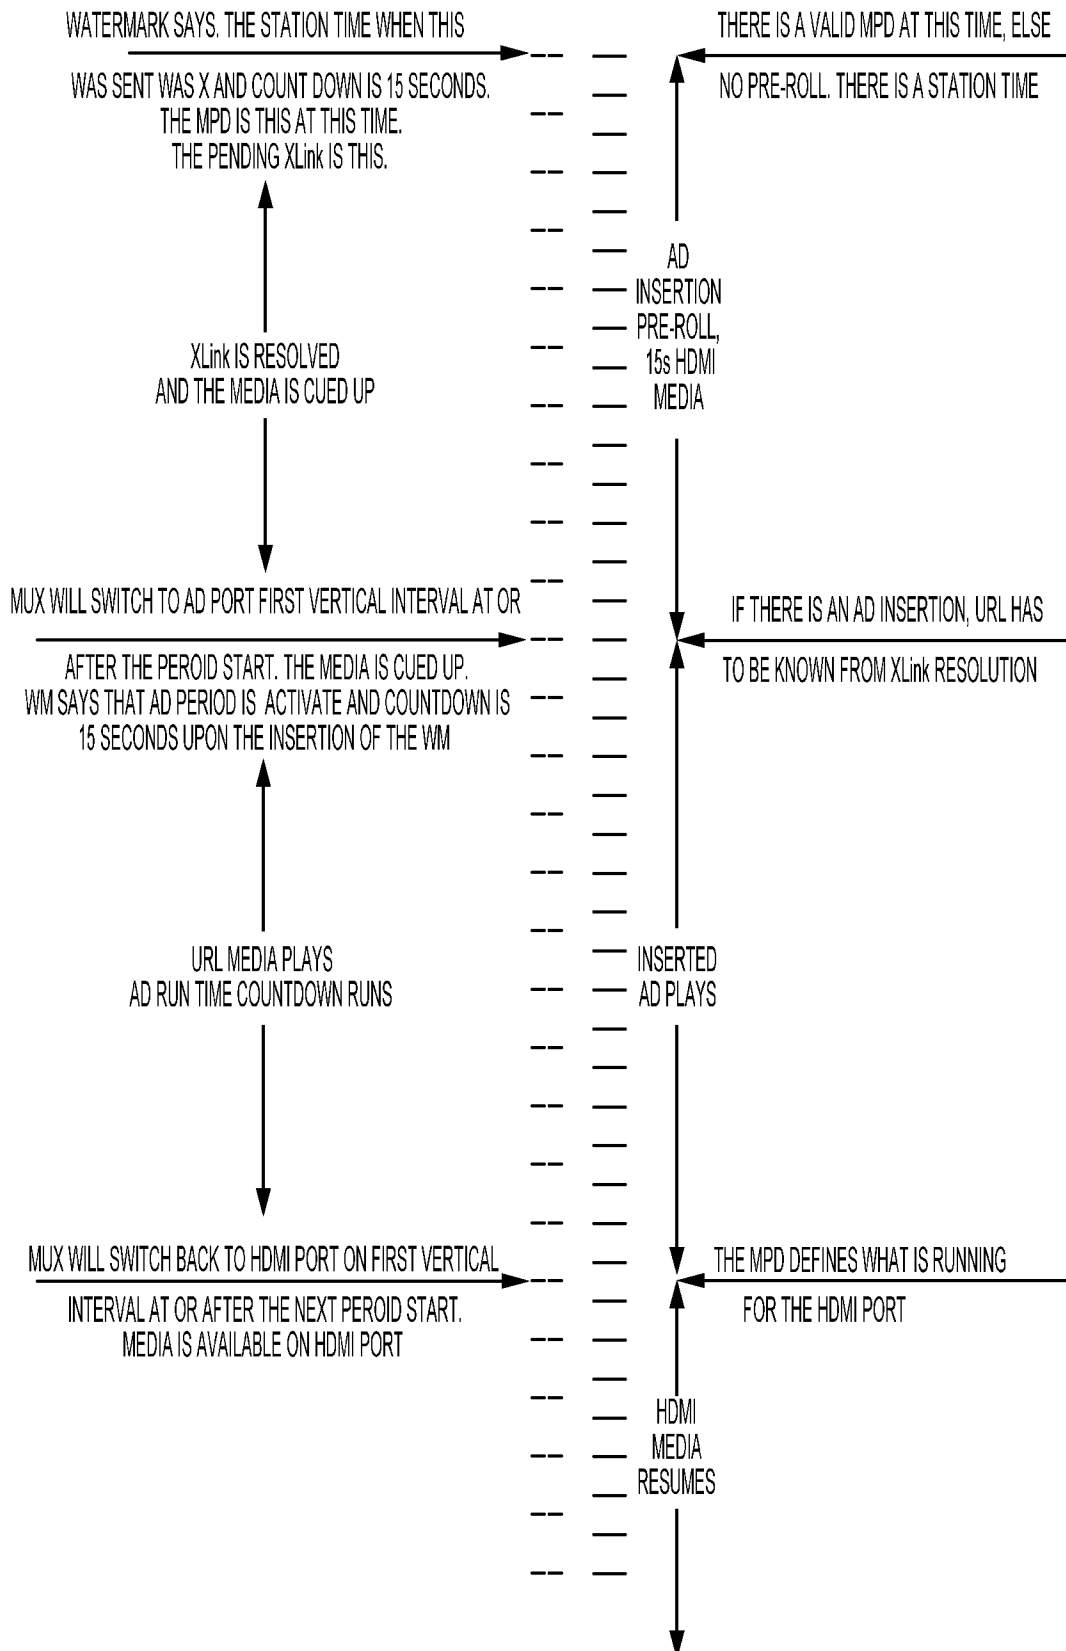 WATERMARK SAYS. THE STATION TIME WHEN THIS
WAS SENT WAS X AND COUNT DOWN IS 15 SECONDS.
THE MPD IS THIS AT THIS TIME.
THE PENDING XLink IS THIS.
THERE IS A VALID MPD AT THIS TIME, ELSE
NO PRE-ROLL. THERE IS A STATION TIME
AD
INSERTION
PRE-ROLL,
15s HDMI
MEDIA
XLink IS RESOLVED
AND THE MEDIA IS CUED UP
MUX WILL SWITCH TO AD PORT FIRST VERTICAL INTERVAL AT OR
AFTER THE PEROID START. THE MEDIA IS CUED UP.
WM SAYS THAT AD PERIOD IS ACTIVATE AND COUNTDOWN IS
15 SECONDS UPON THE INSERTION OF THE WM
IF THERE IS AN AD INSERTION, URL HAS
TO BE KNOWN FROM XLink RESOLUTION
URL MEDIA PLAYS
AD RUN TIME COUNTDOWN RUNS
INSERTED
AD PLAYS
MUX WILL SWITCH BACK TO HDMI PORT ON FIRST VERTICAL
INTERVAL AT OR AFTER THE NEXT PEROID START.
MEDIA IS AVAILABLE ON HDMI PORT
THE MPD DEFINES WHAT IS RUNNING
FOR THE HDMI PORT
HDMI
MEDIA
RESUMES